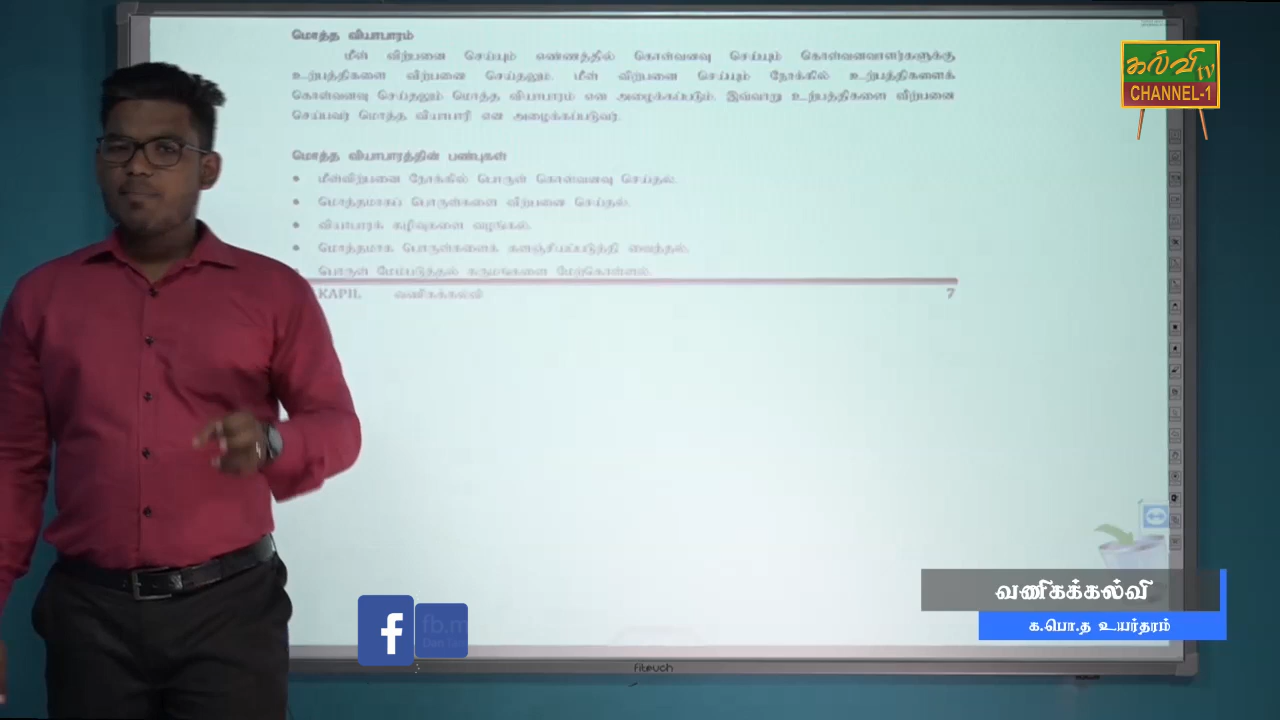 மொத்த வியாபாரம்
மீள் விற்பனை செய்யும் எண்ணத்தில் கொள்வனவு செய்யும் கொள்வனவாளர்களுக்கு
உற்பத்திகளை விற்பனை செய்தலும், மீள் விற்பனை செய்யும் நோக்கில் உற்பத்திகளைக்
கொள்வனவு செய்தலும் மொத்த வியாபாரம் என அழைக்கப்படும். இவ்வாறு உற்பத்திகளை விற்பனை
செய்பவர் மொத்த வியாபாரி என அழைக்கப்படுவர்.
மொத்த வியாபாரத்தின் பண்புகள்
• மீள்விற்பனை நோக்கில் பொருள் கொள்வனவு செய்தல்.
• மொத்தமாகப் பொருள்களை விற்பனை செய்தல்.
• வியாபாரக் கழிவுகளை வழங்கல்.
• மொத்தமாக பொருள்களைக் களஞ்சியப்படுத்தி வைத்தல்.
• பொருள் மேம்படுத்தல் கருமங்களை மேற்கொள்ளல்.
KAPIL வணிகக்கல்வி 7
கல்வி tv
CHANNEL-1
வணிகக்கல்வி
க.பொ.த உயர்தரம்
f fb.m
fitouch